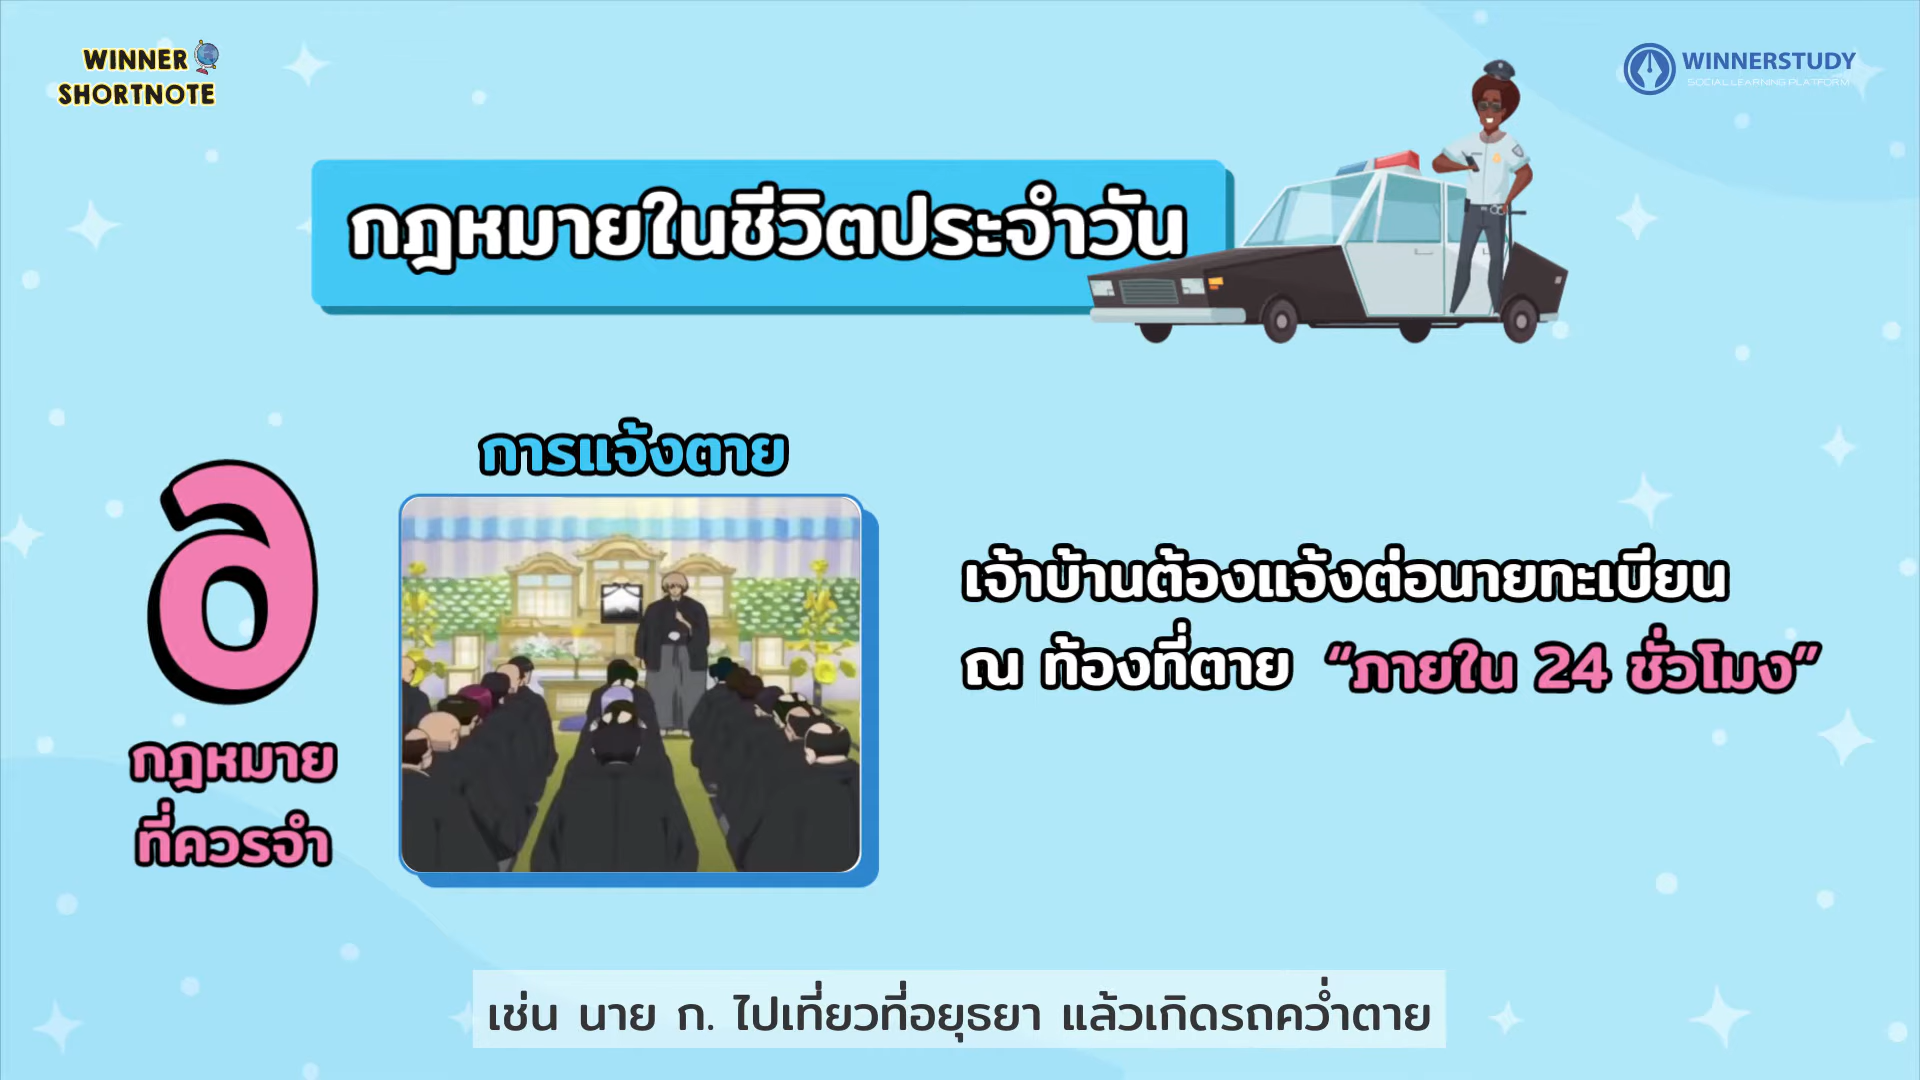 WINNER
SHORTNOTE
WINNERSTUDY
SOCIAL LEARNING PLATFORM
กฎหมายในชีวิตประจำวัน
การแจ้งตาย
๖
กฎหมาย
ที่ควรจำ
เจ้าบ้านต้องแจ้งต่อนายทะเบียน
ณ ท้องที่ตาย “ภายใน 24 ชั่วโมง”
เช่น นาย ก. ไปเที่ยวที่อยุธยา แล้วเกิดรถคว่ำตาย